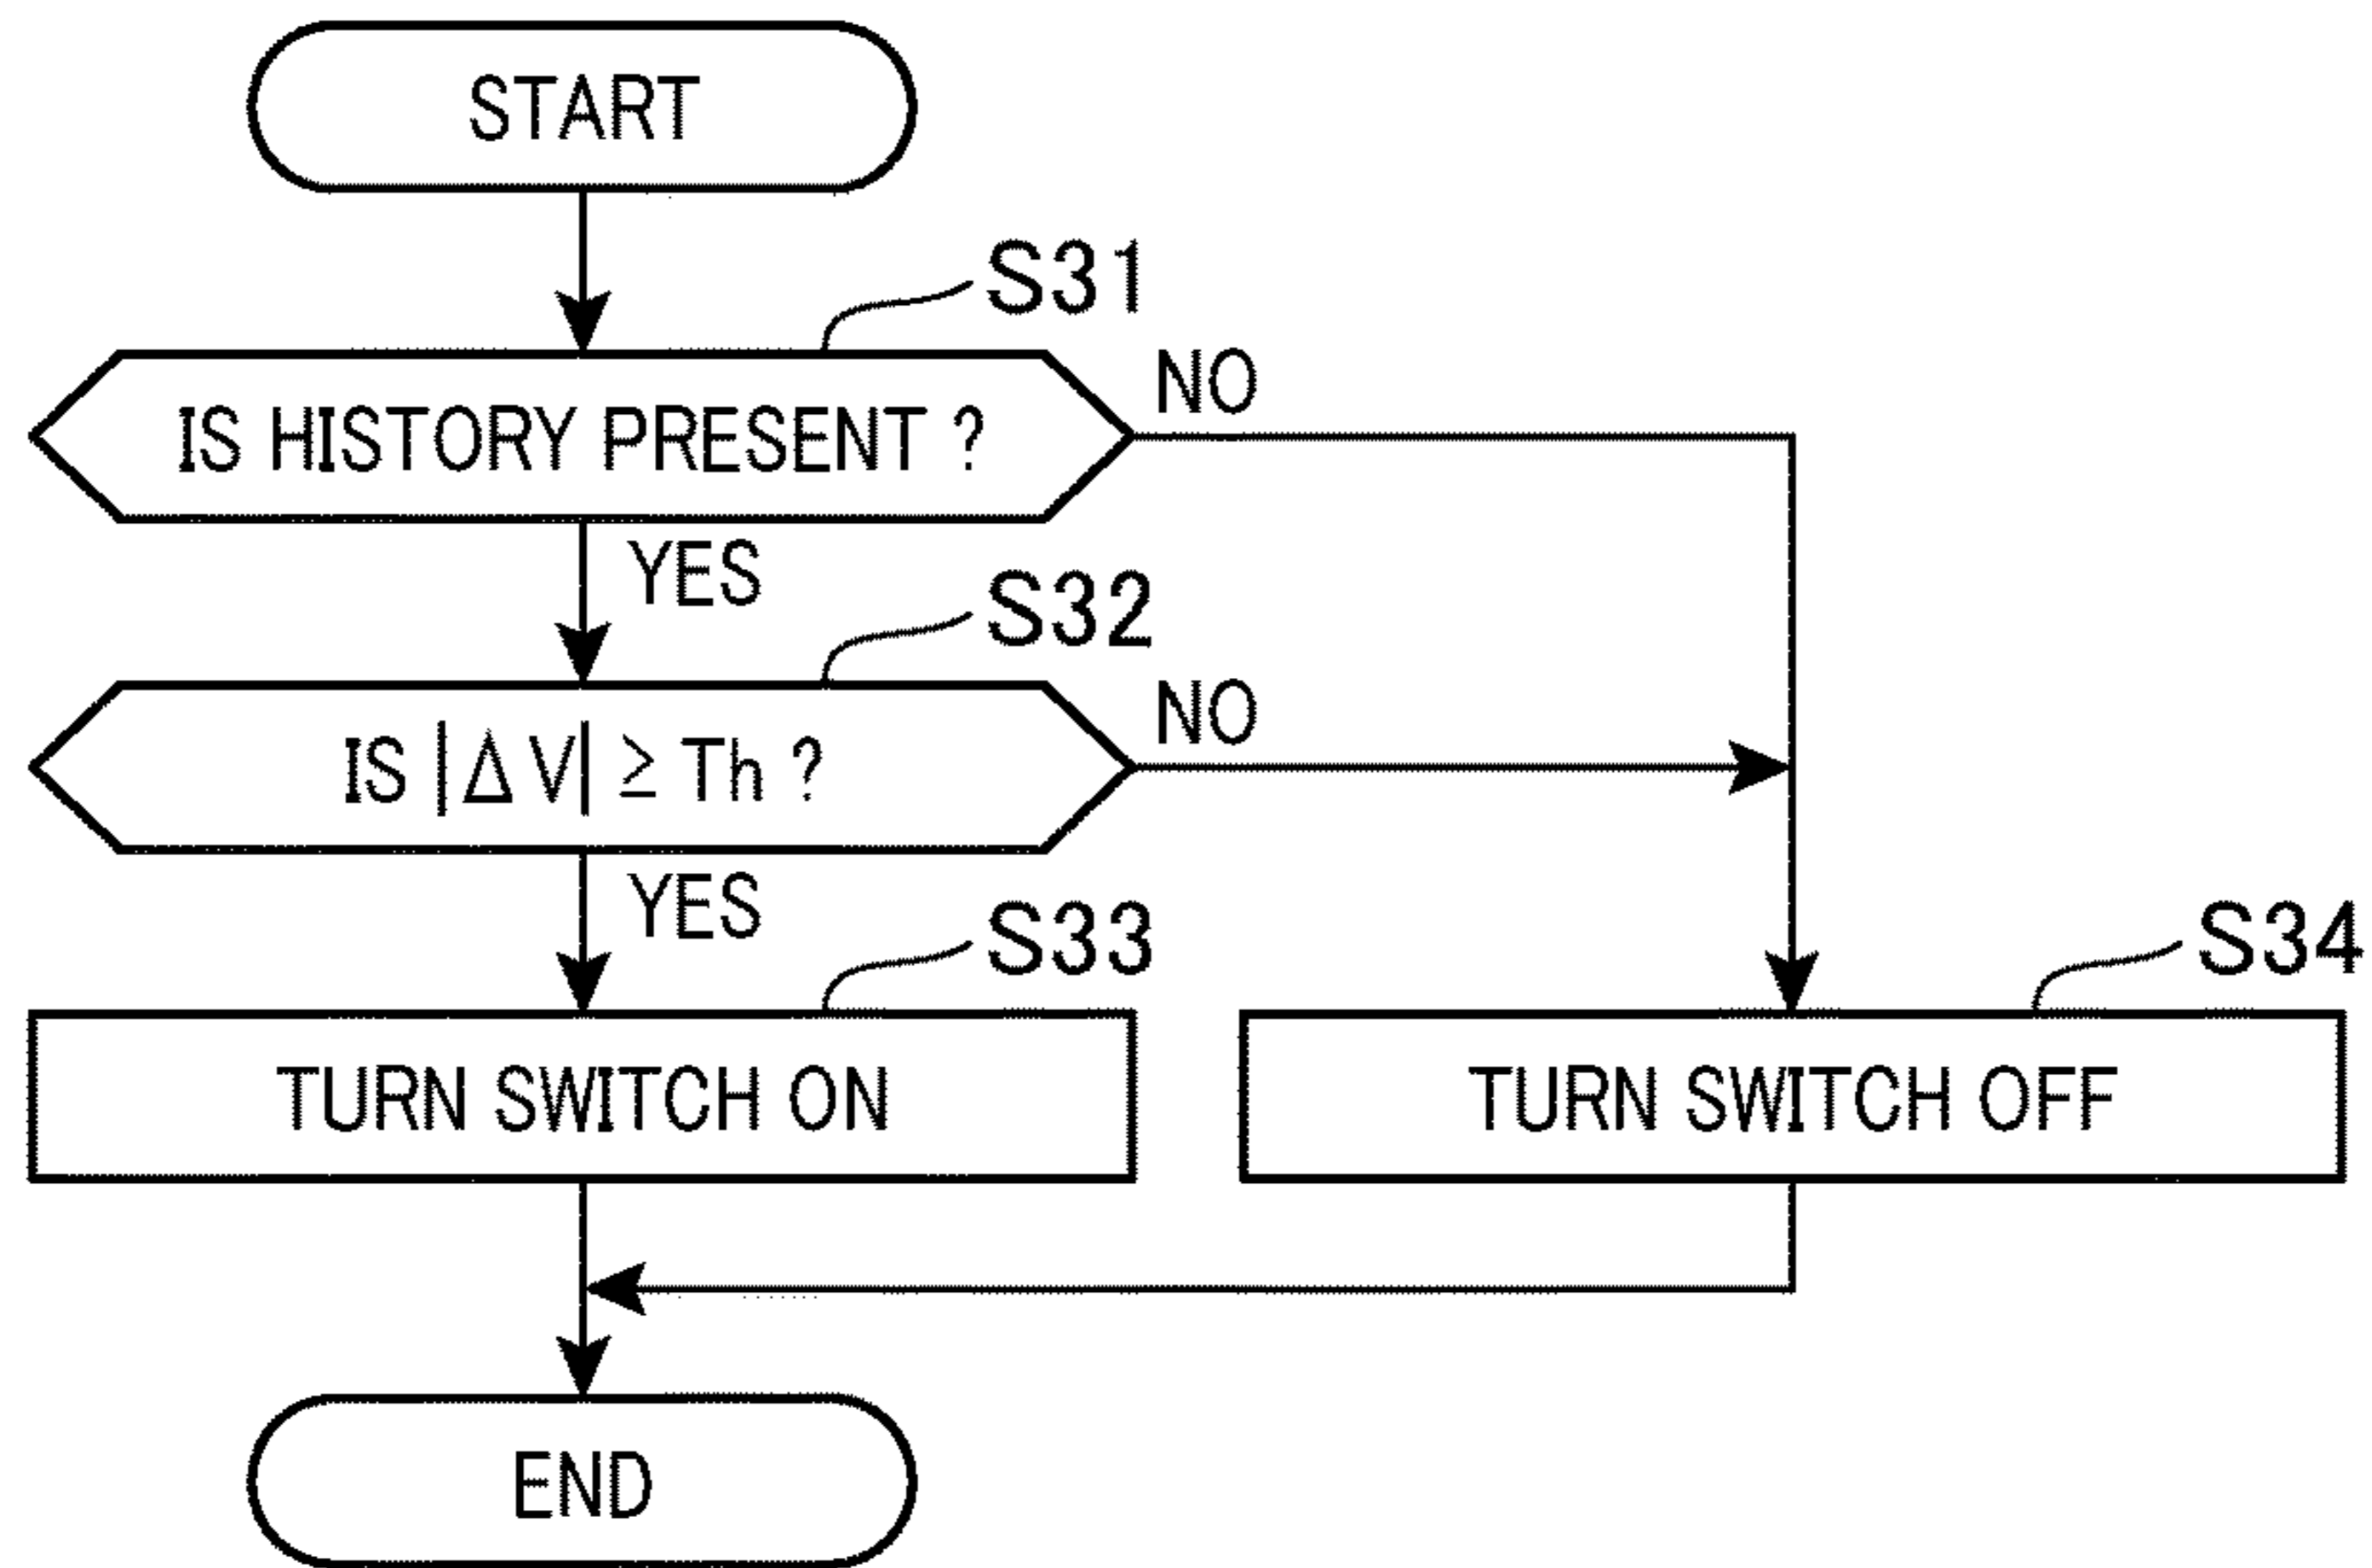 START
S31
IS HISTORY PRESENT ?
NO
YES
S32
IS |Δ V| ≥ Th ?
NO
YES
S33
S34
TURN SWITCH ON
TURN SWITCH OFF
END